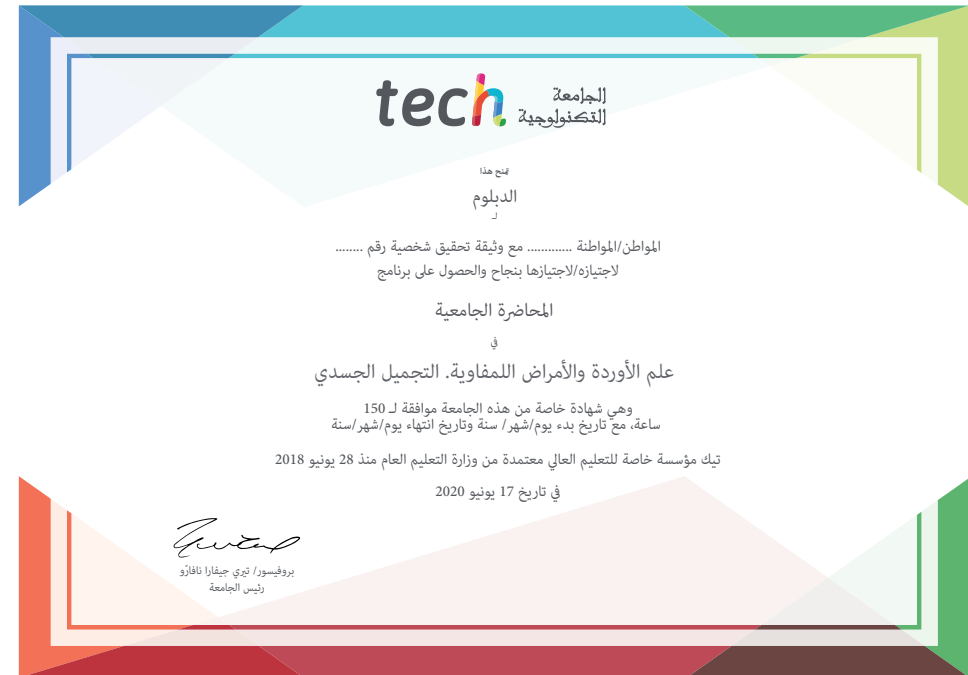 tech الجامعة
التكنولوجية
يمنح هذا
الدبلوم
لـ
المواطن/المواطنة ............. مع وثيقة تحقيق شخصية رقم ........
لاجتيازه/لاجتيازها بنجاح والحصول على برنامج
المحاضرة الجامعية
في
علم الأوردة والأمراض اللمفاوية. التجميل الجسدي
وهي شهادة خاصة من هذه الجامعة موافقة لـ 150
ساعة، مع تاريخ بدء يوم/شهر/ سنة وتاريخ انتهاء يوم/شهر/سنة
تيك مؤسسة خاصة للتعليم العالي معتمدة من وزارة التعليم العام منذ 28 يونيو 2018
في تاريخ 17 يونيو 2020
بروفيسور/ تيري جيفارا نافارّو
رئيس الجامعة